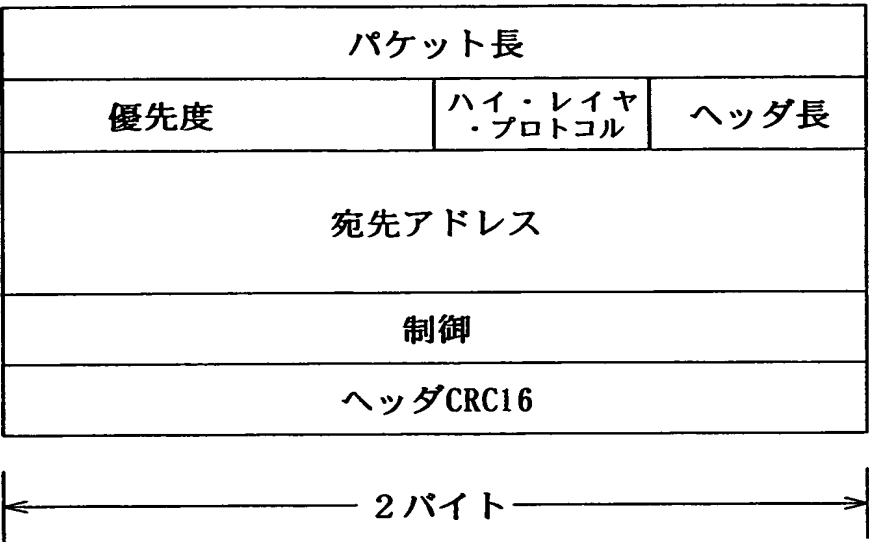 パケット長
優先度
ハイ・レイヤ
・プロトコル
ヘッダ長
宛先アドレス
制御
ヘッダCRC16
2バイト